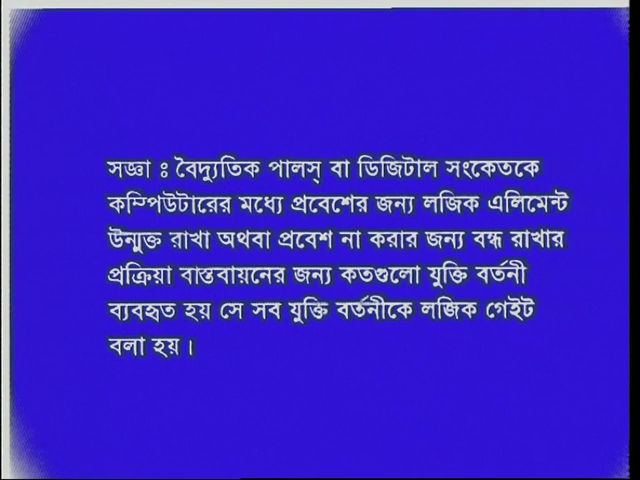 সজ্ঞা ঃ বৈদ্যুতিক পালস্ বা ডিজিটাল সংকেতকে
কম্পিউটারের মধ্যে প্রবেশের জন্য লজিক এলিমেন্ট
উন্মুক্ত রাখা অথবা প্রবেশ না করার জন্য বন্ধ রাখার
প্রক্রিয়া বাস্তবায়নের জন্য কতগুলো যুক্তি বর্তনী
ব্যবহৃত হয় সে সব যুক্তি বর্তনীকে লজিক গেইট
বলা হয়।